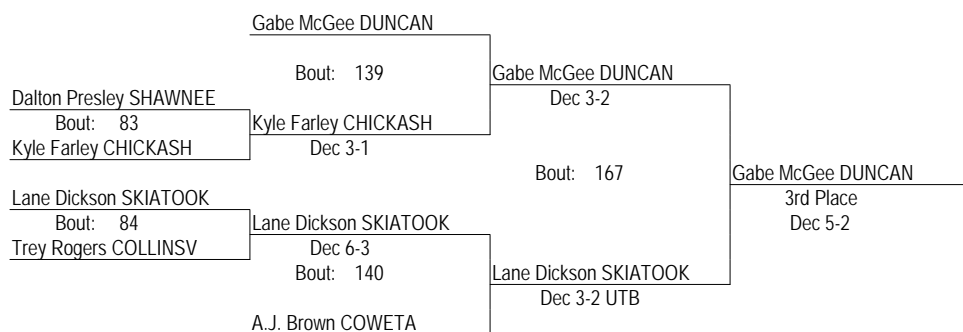 Gabe McGee DUNCAN
Bout: 139
Gabe McGee DUNCAN
Dec 3-2
Dalton Presley SHAWNEE
Bout: 83
Kyle Farley CHICKASH
Kyle Farley CHICKASH
Dec 3-1
Bout: 167
Gabe McGee DUNCAN
3rd Place
Dec 5-2
Lane Dickson SKIATOOK
Bout: 84
Trey Rogers COLLINSV
Lane Dickson SKIATOOK
Dec 6-3
Bout: 140
Lane Dickson SKIATOOK
Dec 3-2 UTB
A.J. Brown COWETA